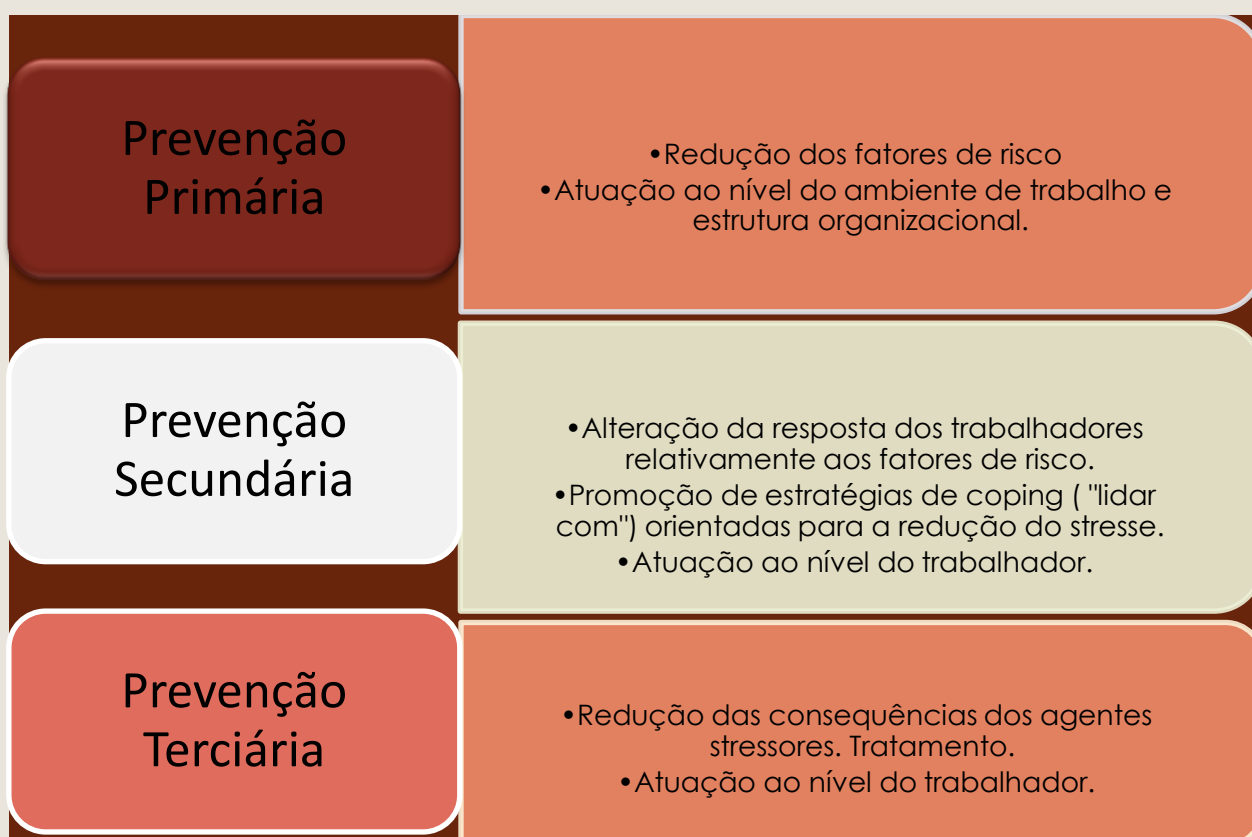 Prevenção
Primária
•Redução dos fatores de risco
•Atuação ao nível do ambiente de trabalho e
estrutura organizacional.
Prevenção
Secundária
•Alteração da resposta dos trabalhadores
relativamente aos fatores de risco.
•Promoção de estratégias de coping ( "lidar
com") orientadas para a redução do stresse.
•Atuação ao nível do trabalhador.
Prevenção
Terciária
•Redução das consequências dos agentes
stressores. Tratamento.
•Atuação ao nível do trabalhador.